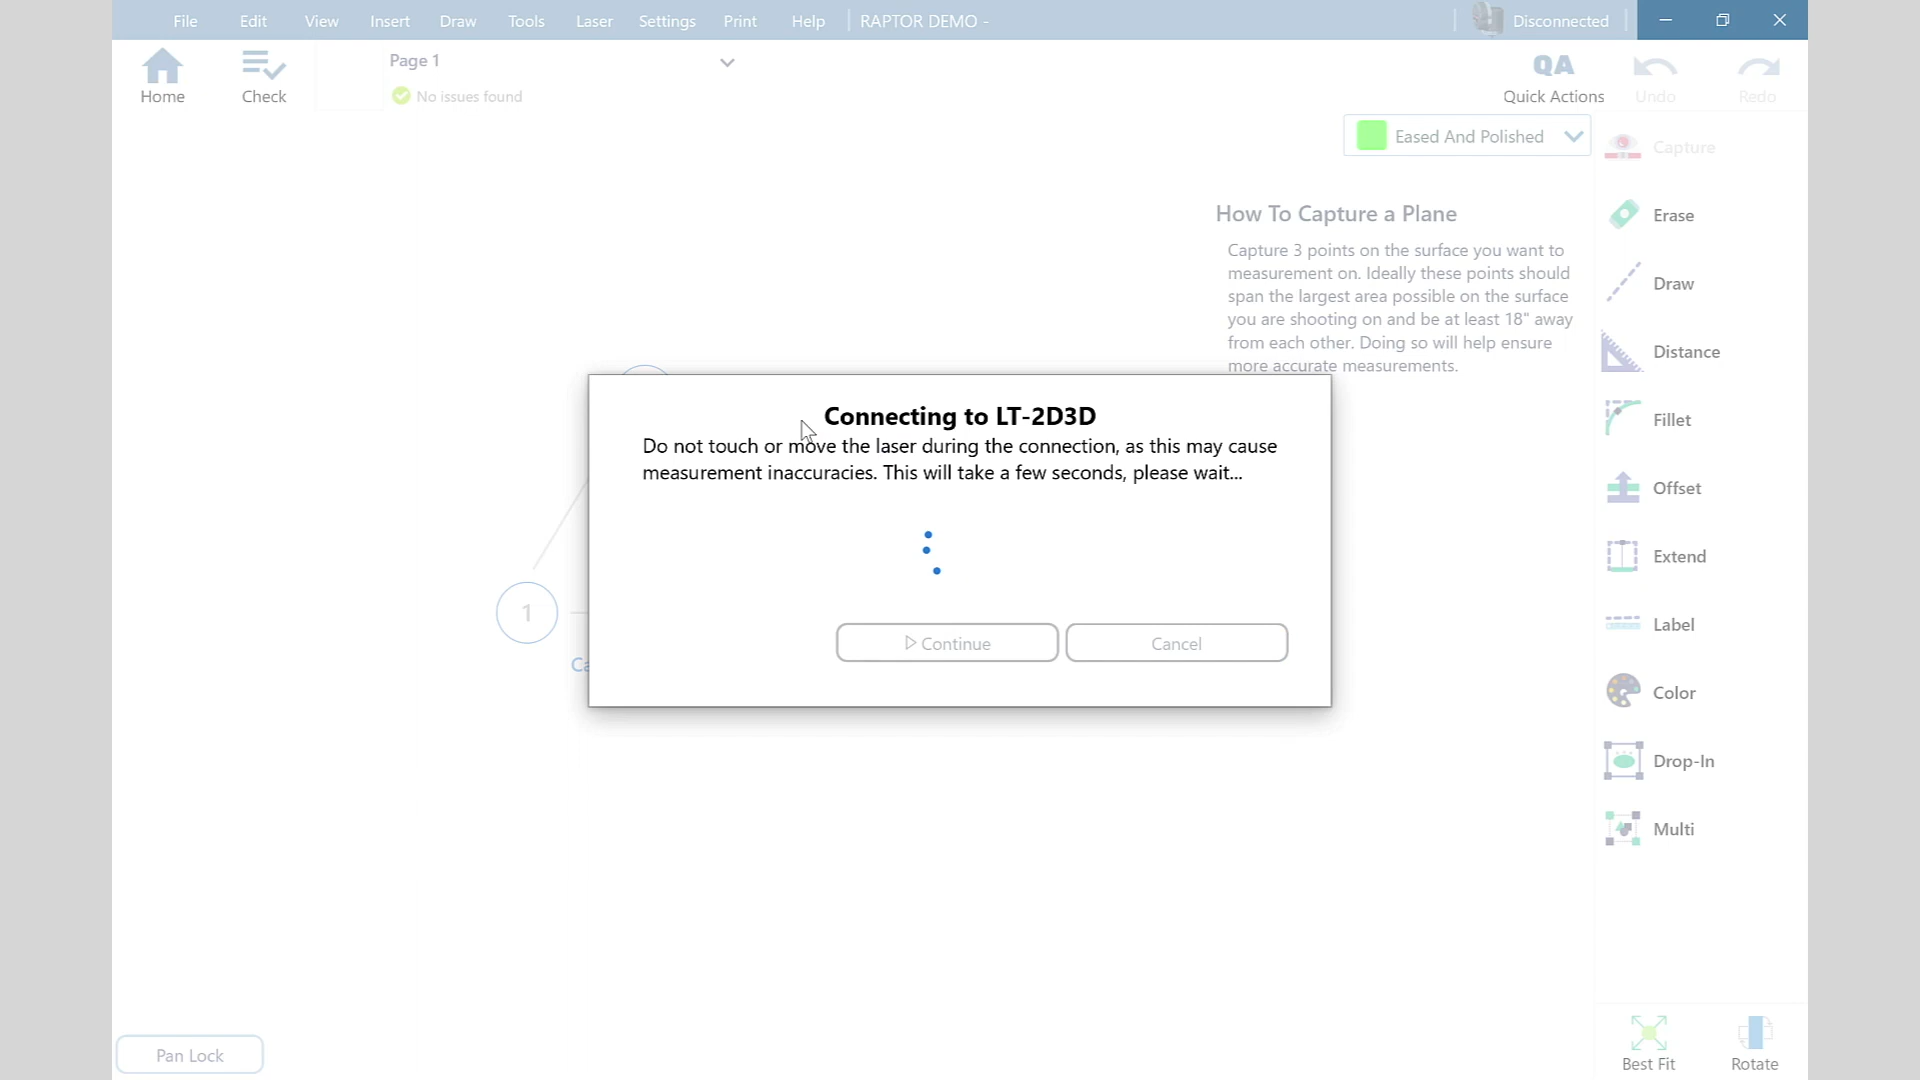 File Edit View Insert Draw Tools Laser Settings Print Help RAPTOR DEMO - Disconnected
Home
Check
Page 1
No issues found
QA
Quick Actions
Undo
Redo
Eased And Polished
How To Capture a Plane
Capture 3 points on the surface you want to
measurement on. Ideally these points should
span the largest area possible on the surface
you are shooting on and be at least 18" away
from each other. Doing so will help ensure
more accurate measurements.
Connecting to LT-2D3D
Do not touch or move the laser during the connection, as this may cause
measurement inaccuracies. This will take a few seconds, please wait...
Continue
Cancel
1
Capture
Erase
Draw
Distance
Fillet
Offset
Extend
Label
Color
Drop-In
Multi
Pan Lock
Best Fit
Rotate